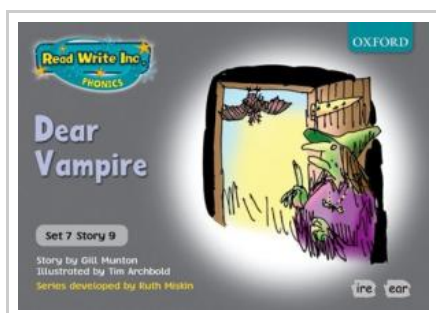 OXFORD
Read Write Inc.
PHONICS
Dear
Vampire
Set 7 Story 9
Story by Gill Munton
Illustrated by Tim Archbold
Series developed by Ruth Miskin
ire ear